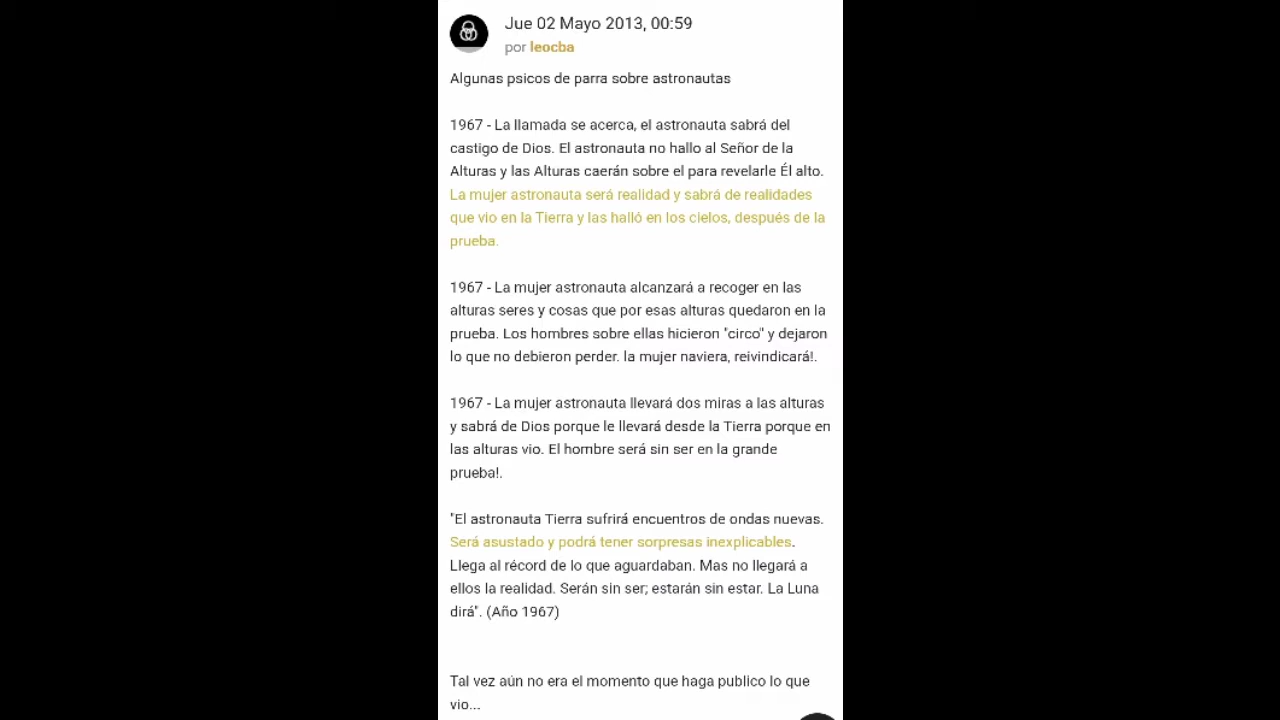 Jue 02 Mayo 2013, 00:59
por leocba
Algunas psicos de parra sobre astronautas
1967 - La llamada se acerca, el astronauta sabrá del
castigo de Dios. El astronauta no hallo al Señor de la
Alturas y las Alturas caerán sobre el para revelarle Él alto.
La mujer astronauta será realidad y sabrá de realidades
que vio en la Tierra y las halló en los cielos, después de la
prueba.
1967 - La mujer astronauta alcanzará a recoger en las
alturas seres y cosas que por esas alturas quedaron en la
prueba. Los hombres sobre ellas hicieron "circo" y dejaron
lo que no debieron perder. la mujer naviera, reivindicará!.
1967 - La mujer astronauta llevará dos miras a las alturas
y sabrá de Dios porque le llevará desde la Tierra porque en
las alturas vio. El hombre será sin ser en la grande
prueba!.
"El astronauta Tierra sufrirá encuentros de ondas nuevas.
Será asustado y podrá tener sorpresas inexplicables.
Llega al récord de lo que aguardaban. Mas no llegará a
ellos la realidad. Serán sin ser; estarán sin estar. La Luna
dirá". (Año 1967)
Tal vez aún no era el momento que haga publico lo que
vio...